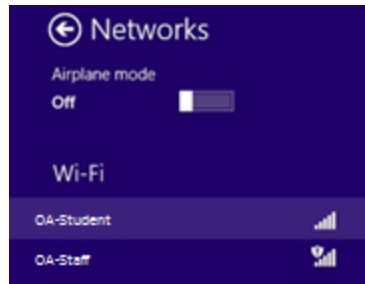 Networks
Airplane mode
Off
Wi-Fi
OA-Student
OA-Staff